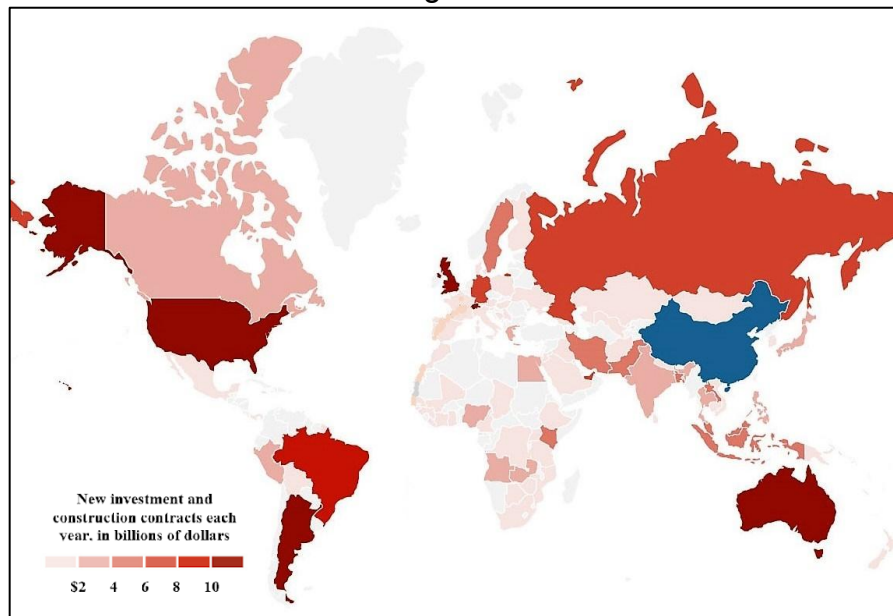 New investment and
construction contracts each
year, in billions of dollars
$2 4 6 8 10